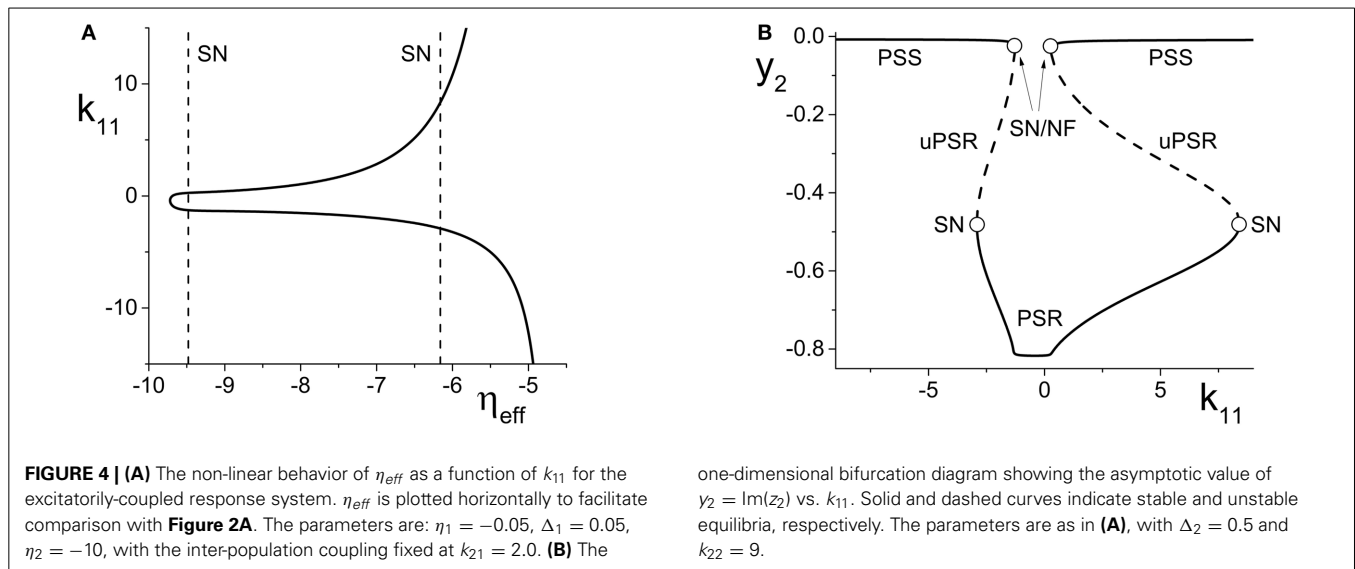 A
SN
SN
k₁₁
10
0
-10
-10
-9
-8
-7
-6
-5
η_eff
B
0.0
y₂
PSS
PSS
-0.2
SN/NF
uPSR
uPSR
-0.4
SN
SN
-0.6
PSR
-0.8
-5
0
5
k₁₁
FIGURE 4 | (A) The non-linear behavior of η_eff as a function of k₁₁ for the
excitatorily-coupled response system. η_eff is plotted horizontally to facilitate
comparison with Figure 2A. The parameters are: η₁ = −0.05, Δ₁ = 0.05,
η₂ = −10, with the inter-population coupling fixed at k₂₁ = 2.0. (B) The
one-dimensional bifurcation diagram showing the asymptotic value of
y₂ = Im(z₂) vs. k₁₁. Solid and dashed curves indicate stable and unstable
equilibria, respectively. The parameters are as in (A), with Δ₂ = 0.5 and
k₂₂ = 9.